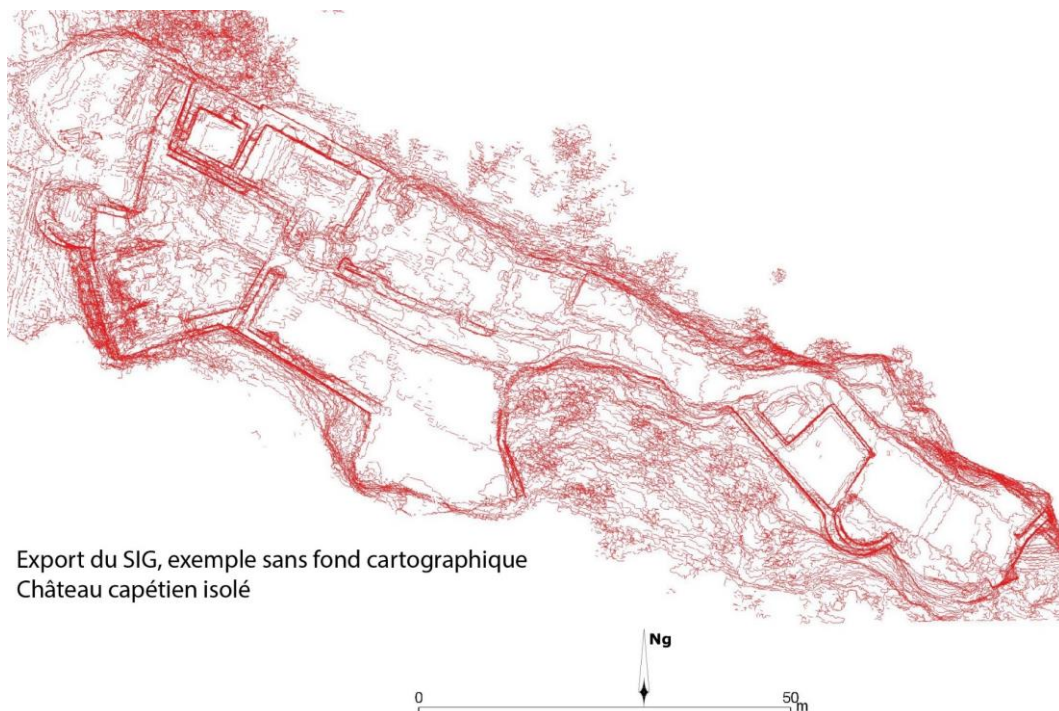 Export du SIG, exemple sans fond cartographique
Château capétien isolé
Ng
0 50 m